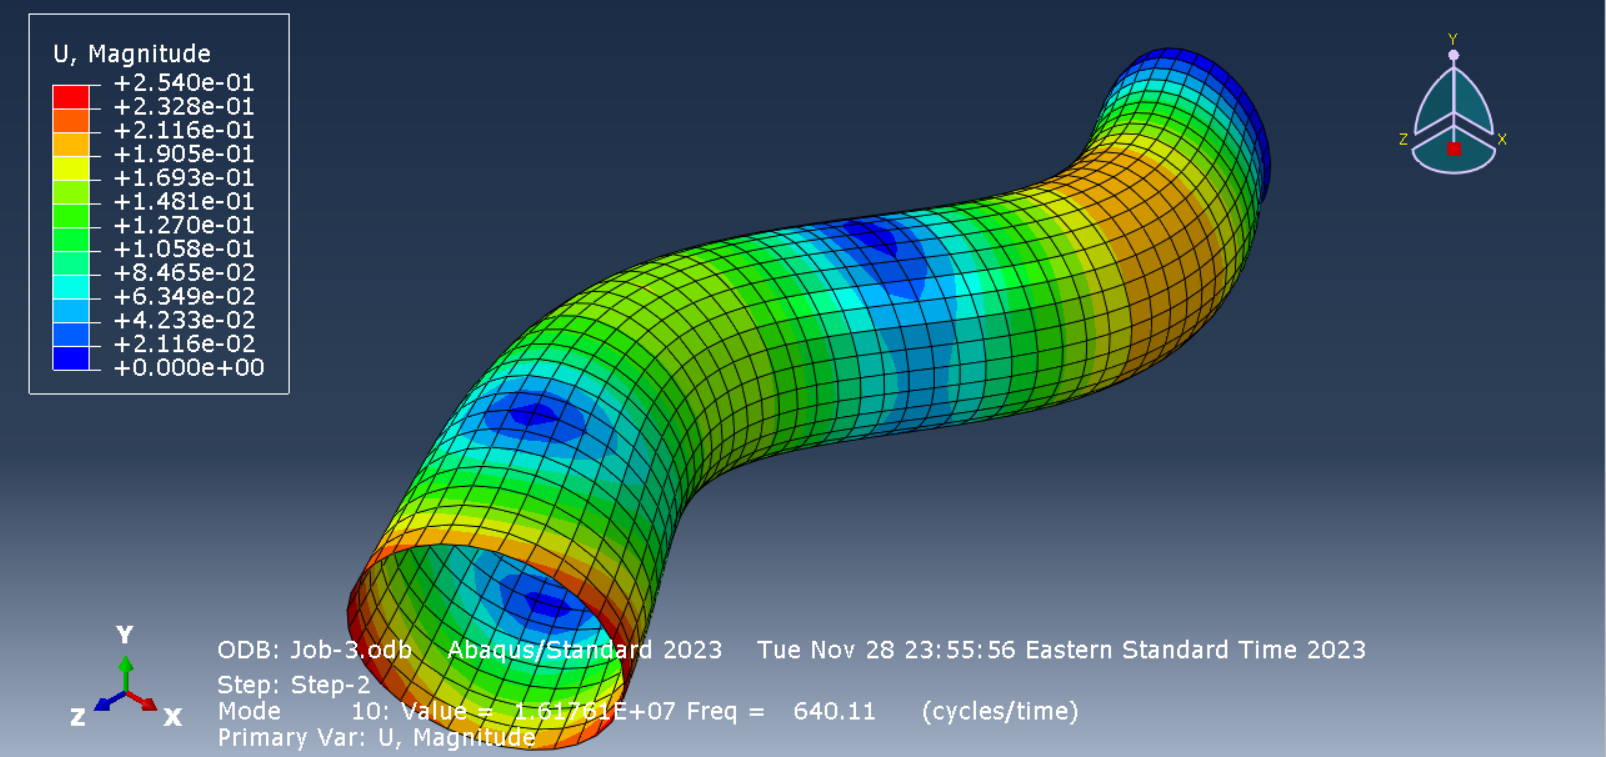 U, Magnitude
+2.540e-01
+2.328e-01
+2.116e-01
+1.905e-01
+1.693e-01
+1.481e-01
+1.270e-01
+1.058e-01
+8.465e-02
+6.349e-02
+4.233e-02
+2.116e-02
+0.000e+00
Y
Z X
Y
Z X
ODB: Job-3.odb Abaqus/Standard 2023 Tue Nov 28 23:55:56 Eastern Standard Time 2023
Step: Step-2
Mode 10: Value = 1.61761E+07 Freq = 640.11 (cycles/time)
Primary Var: U, Magnitude